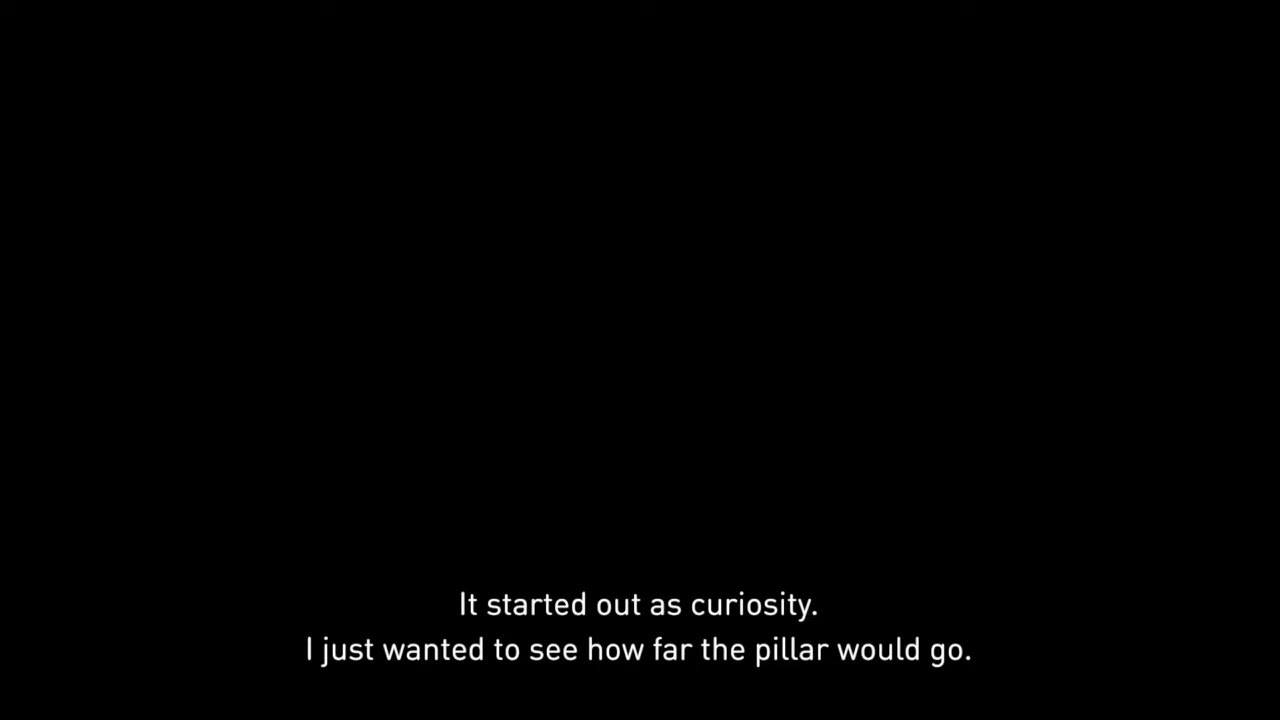 It started out as curiosity.
I just wanted to see how far the pillar would go.